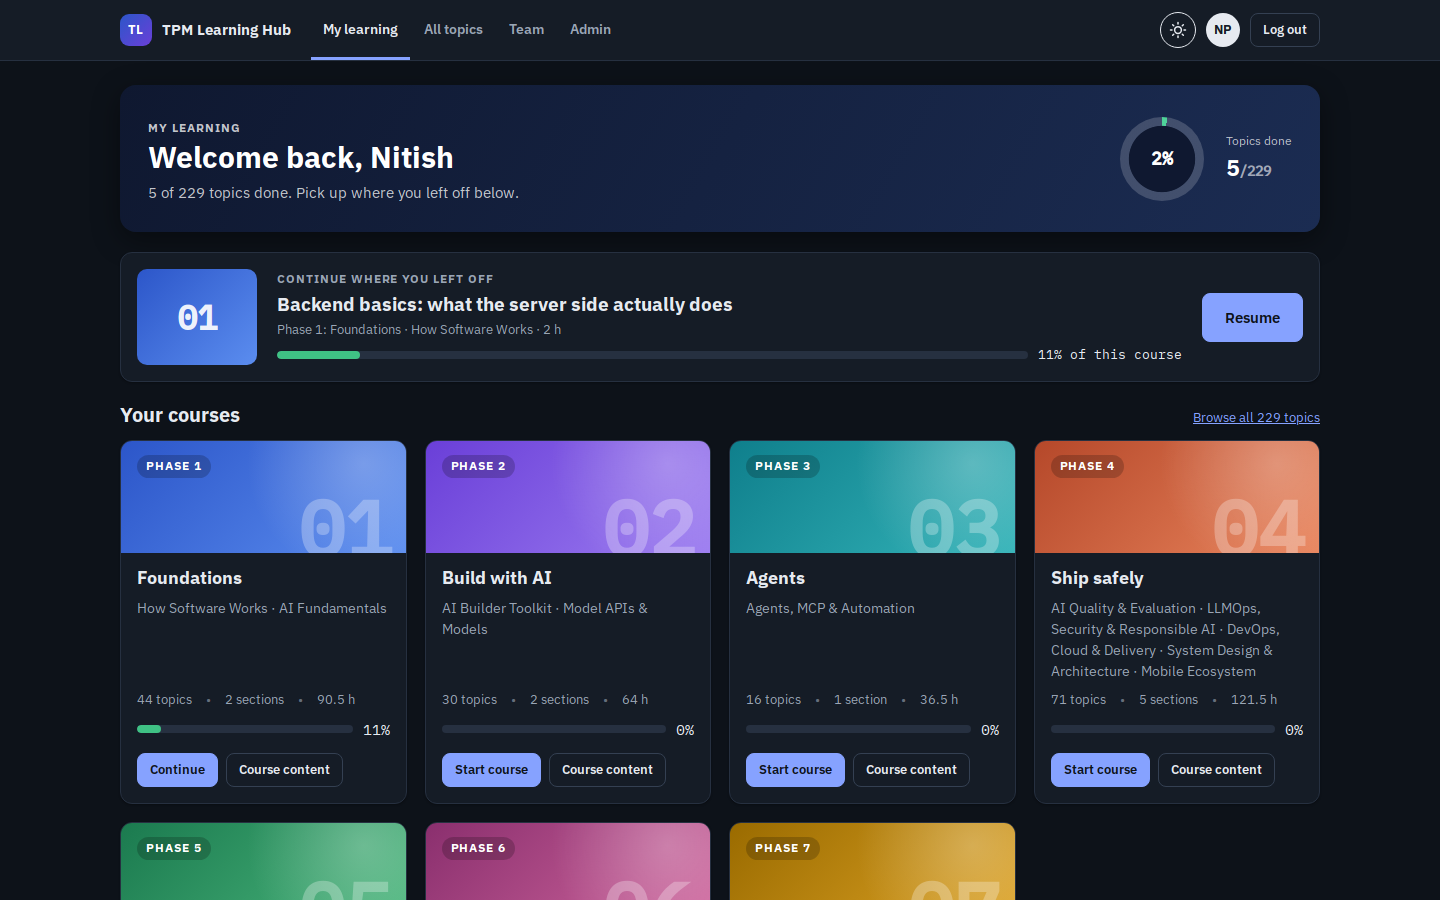 TL TPM Learning Hub My learning All topics Team Admin NP Log out
MY LEARNING
Welcome back, Nitish
5 of 229 topics done. Pick up where you left off below.
2%
Topics done
5/229
01
CONTINUE WHERE YOU LEFT OFF
Backend basics: what the server side actually does
Phase 1: Foundations · How Software Works · 2 h
11% of this course
Resume
Your courses
Browse all 229 topics
PHASE 1
01
Foundations
How Software Works · AI Fundamentals
44 topics • 2 sections • 90.5 h
11%
Continue Course content
PHASE 2
02
Build with AI
AI Builder Toolkit · Model APIs &
Models
30 topics • 2 sections • 64 h
0%
Start course Course content
PHASE 3
03
Agents
Agents, MCP & Automation
16 topics • 1 section • 36.5 h
0%
Start course Course content
PHASE 4
04
Ship safely
AI Quality & Evaluation · LLMOps,
Security & Responsible AI · DevOps,
Cloud & Delivery · System Design &
Architecture · Mobile Ecosystem
71 topics • 5 sections • 121.5 h
0%
Start course Course content
PHASE 5
05
PHASE 6
06
PHASE 7
07